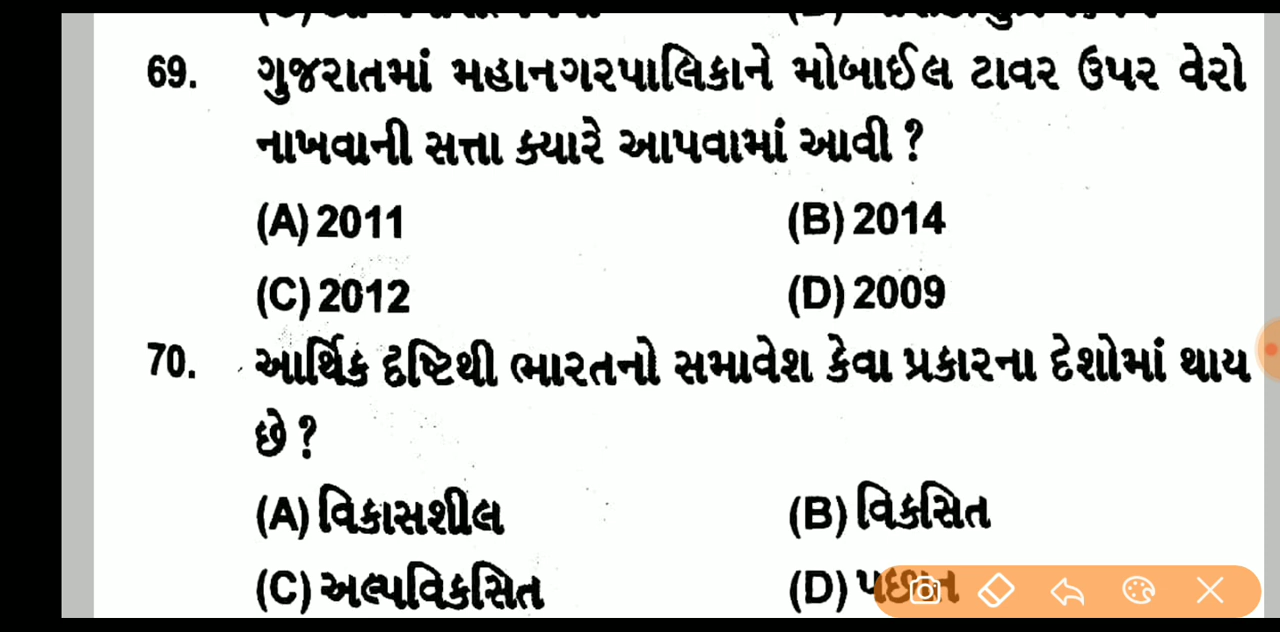 69. ગુજરાતમાં મહાનગરપાલિકાને મોબાઈલ ટાવર ઉપર વેરો
નાખવાની સત્તા ક્યારે આપવામાં આવી ?
(A) 2011 (B) 2014
(C) 2012 (D) 2009
70. આર્થિક દૃષ્ટિથી ભારતનો સમાવેશ કેવા પ્રકારના દેશોમાં થાય
છે ?
(A) વિકાસશીલ (B) વિકસિત
(C) અલ્પવિકસિત (D)